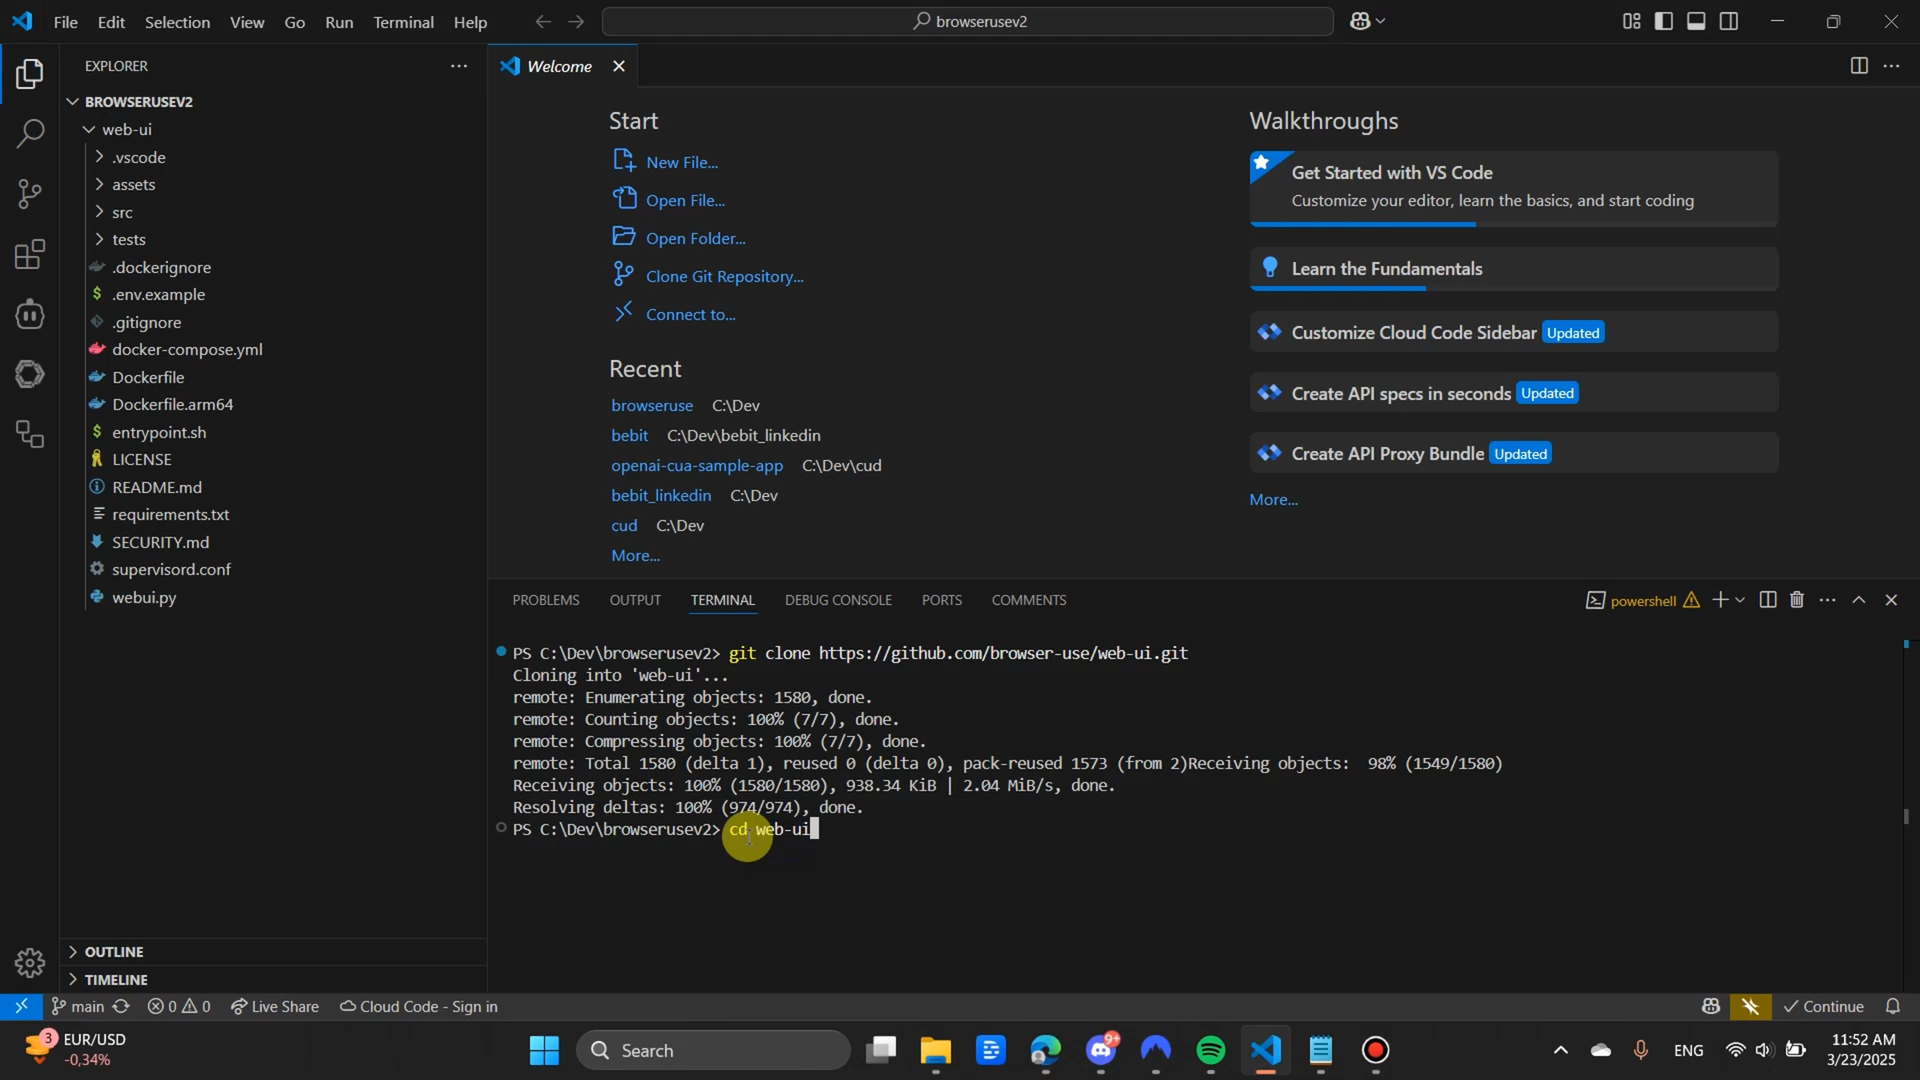 File Edit Selection View Go Run Terminal Help
browserusev2
EXPLORER
BROWSERUSEV2
web-ui
.vscode
assets
src
tests
.dockerignore
.env.example
.gitignore
docker-compose.yml
Dockerfile
Dockerfile.arm64
entrypoint.sh
LICENSE
README.md
requirements.txt
SECURITY.md
supervisord.conf
webui.py
OUTLINE
TIMELINE
Welcome
Start
New File...
Open File...
Open Folder...
Clone Git Repository...
Connect to...
Recent
browseruse C:\Dev
bebit C:\Dev\bebit_linkedin
openai-cua-sample-app C:\Dev\cud
bebit_linkedin C:\Dev
cud C:\Dev
More...
Walkthroughs
Get Started with VS Code
Customize your editor, learn the basics, and start coding
Learn the Fundamentals
Customize Cloud Code Sidebar Updated
Create API specs in seconds Updated
Create API Proxy Bundle Updated
More...
PROBLEMS OUTPUT TERMINAL DEBUG CONSOLE PORTS COMMENTS
powershell
PS C:\Dev\browserusev2> git clone https://github.com/browser-use/web-ui.git
Cloning into 'web-ui'...
remote: Enumerating objects: 1580, done.
remote: Counting objects: 100% (7/7), done.
remote: Compressing objects: 100% (7/7), done.
remote: Total 1580 (delta 1), reused 0 (delta 0), pack-reused 1573 (from 2)Receiving objects:  98% (1549/1580)
Receiving objects: 100% (1580/1580), 938.34 KiB | 2.04 MiB/s, done.
Resolving deltas: 100% (974/974), done.
PS C:\Dev\browserusev2> cd web-ui
main 0 0 Live Share Cloud Code - Sign in
Continue
3
EUR/USD
-0,34%
Search
9+
ENG
11:52 AM
3/23/2025